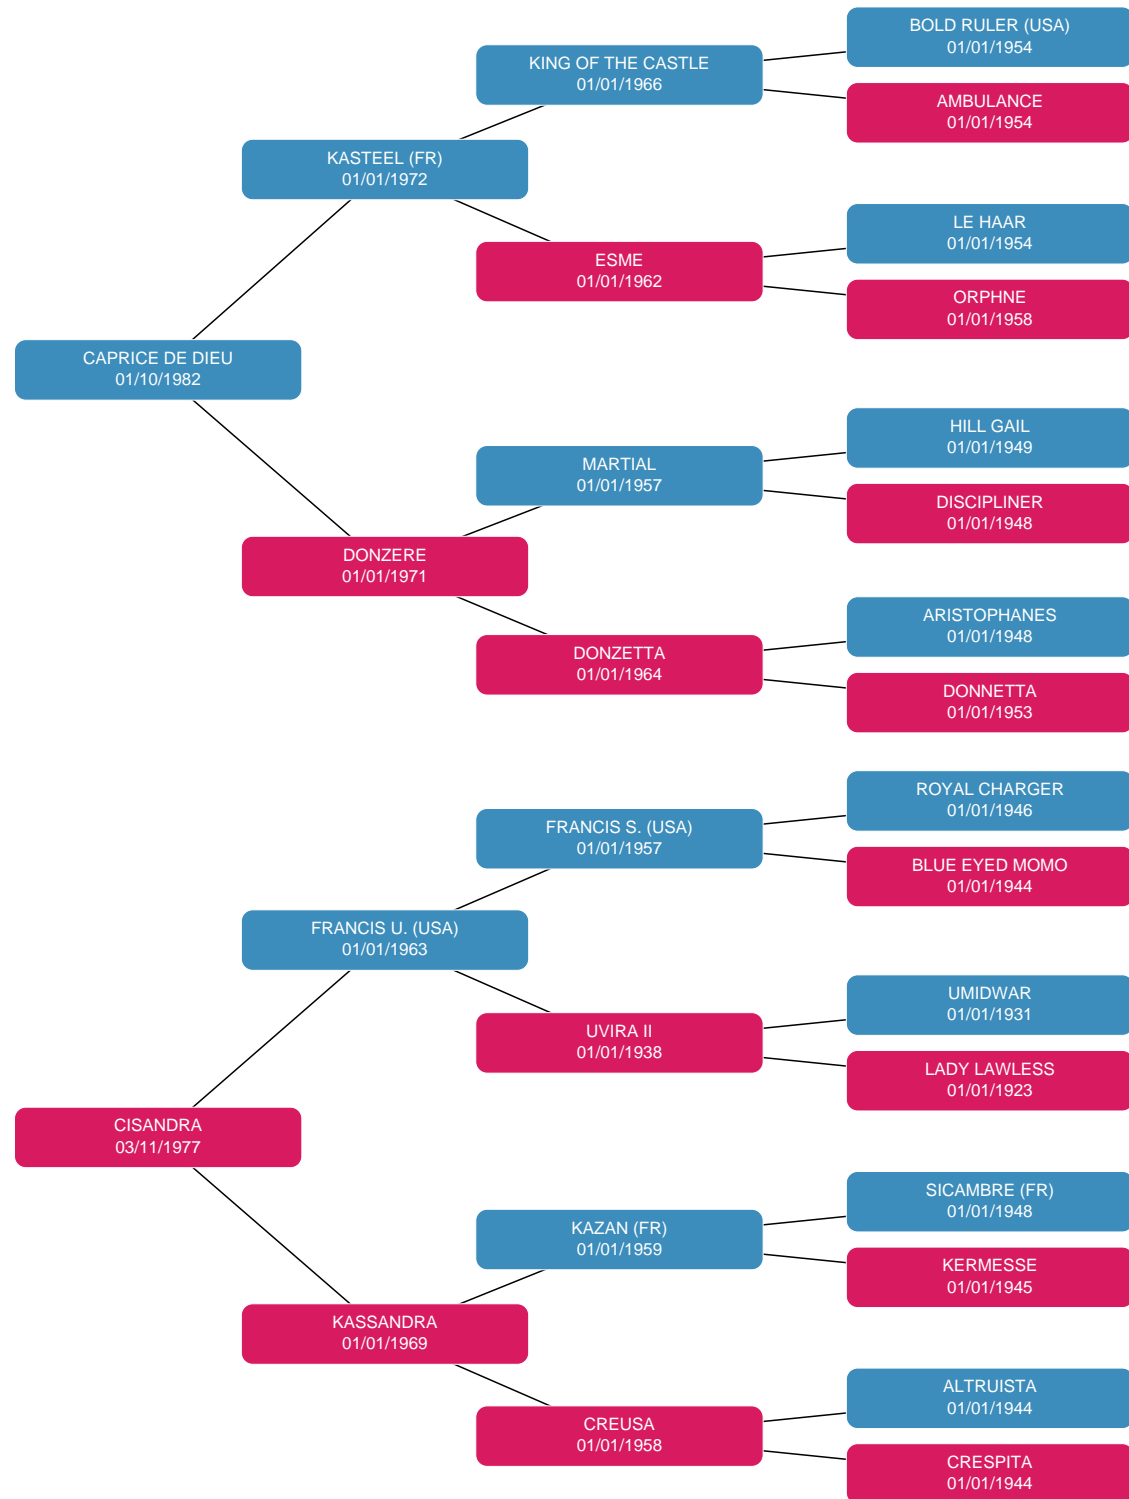 BOLD RULER (USA)
01/01/1954
KING OF THE CASTLE
01/01/1966
AMBULANCE
01/01/1954
KASTEEL (FR)
01/01/1972
LE HAAR
01/01/1954
ESME
01/01/1962
ORPHNE
01/01/1958
CAPRICE DE DIEU
01/10/1982
HILL GAIL
01/01/1949
MARTIAL
01/01/1957
DISCIPLINER
01/01/1948
DONZERE
01/01/1971
ARISTOPHANES
01/01/1948
DONZETTA
01/01/1964
DONNETTA
01/01/1953
ROYAL CHARGER
01/01/1946
FRANCIS S. (USA)
01/01/1957
BLUE EYED MOMO
01/01/1944
FRANCIS U. (USA)
01/01/1963
UMIDWAR
01/01/1931
UVIRA II
01/01/1938
LADY LAWLESS
01/01/1923
CISANDRA
03/11/1977
SICAMBRE (FR)
01/01/1948
KAZAN (FR)
01/01/1959
KERMESSE
01/01/1945
KASSANDRA
01/01/1969
ALTRUISTA
01/01/1944
CREUSA
01/01/1958
CRESPITA
01/01/1944